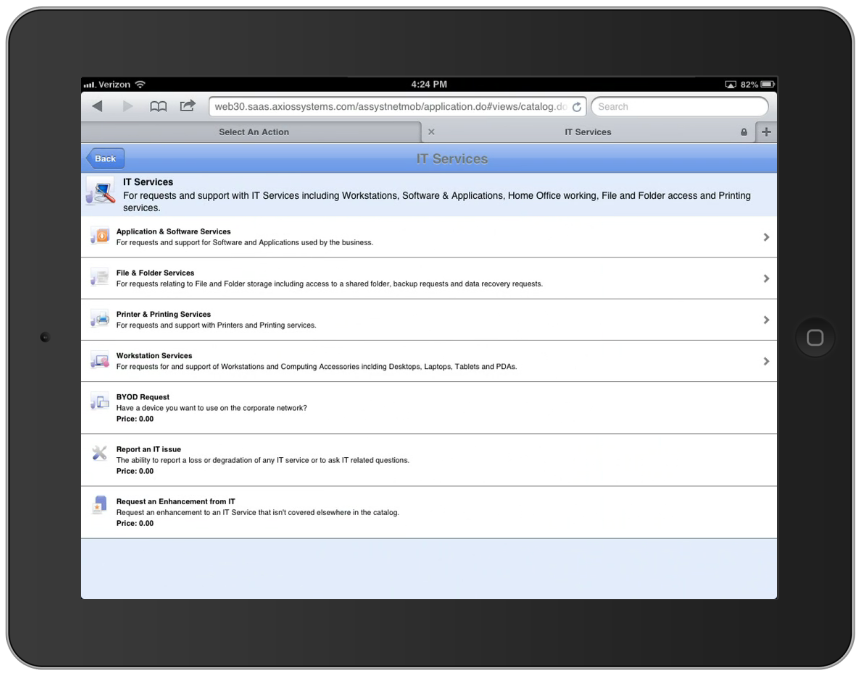 Verizon
4:24 PM
82%
web30.saas.axiossystems.com/assystnetmob/application.do#views/catalog.do
Search
Select An Action
IT Services
Back
IT Services
IT Services
For requests and support with IT Services including Workstations, Software & Applications, Home Office working, File and Folder access and Printing
services.
Application & Software Services
For requests and support for Software and Applications used by the business.
File & Folder Services
For requests relating to File and Folder storage including access to a shared folder, backup requests and data recovery requests.
Printer & Printing Services
For requests and support with Printers and Printing services.
Workstation Services
For requests for and support of Workstations and Computing Accessories inclding Desktops, Laptops, Tablets and PDAs.
BYOD Request
Have a device you want to use on the corporate network?
Price: 0.00
Report an IT issue
The ability to report a loss or degradation of any IT service or to ask IT related questions.
Price: 0.00
Request an Enhancement from IT
Request an enhancement to an IT Service that isn't covered elsewhere in the catalog.
Price: 0.00